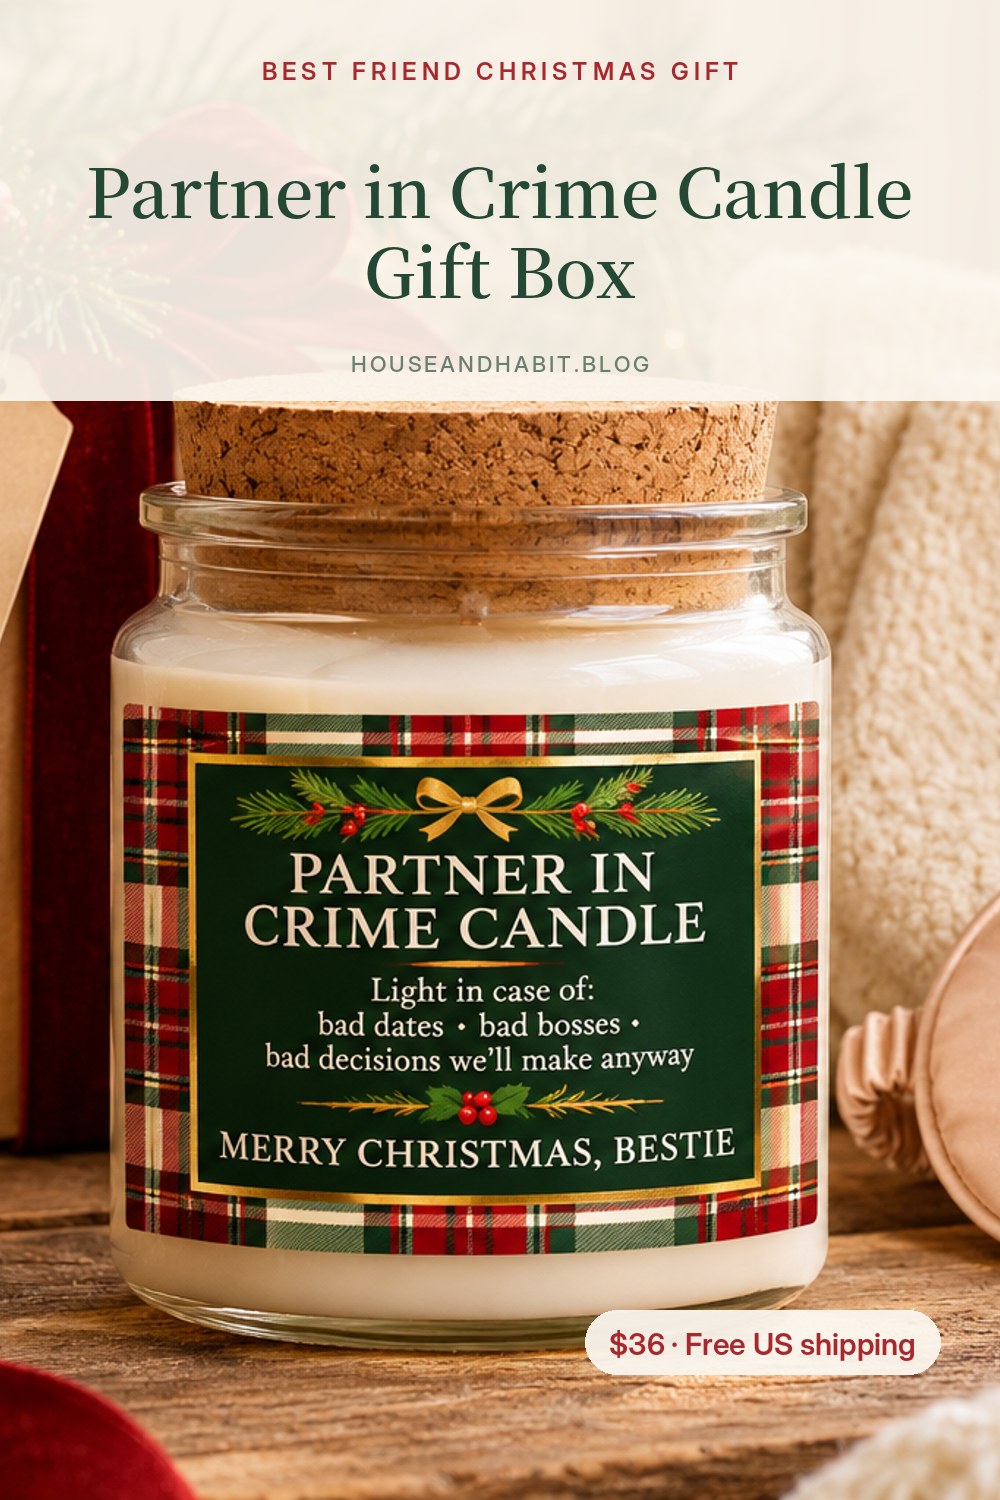 BEST FRIEND CHRISTMAS GIFT
Partner in Crime Candle
Gift Box
HOUSEANDHABIT.BLOG
PARTNER IN
CRIME CANDLE
Light in case of:
bad dates • bad bosses •
bad decisions we’ll make anyway
MERRY CHRISTMAS, BESTIE
$36 · Free US shipping